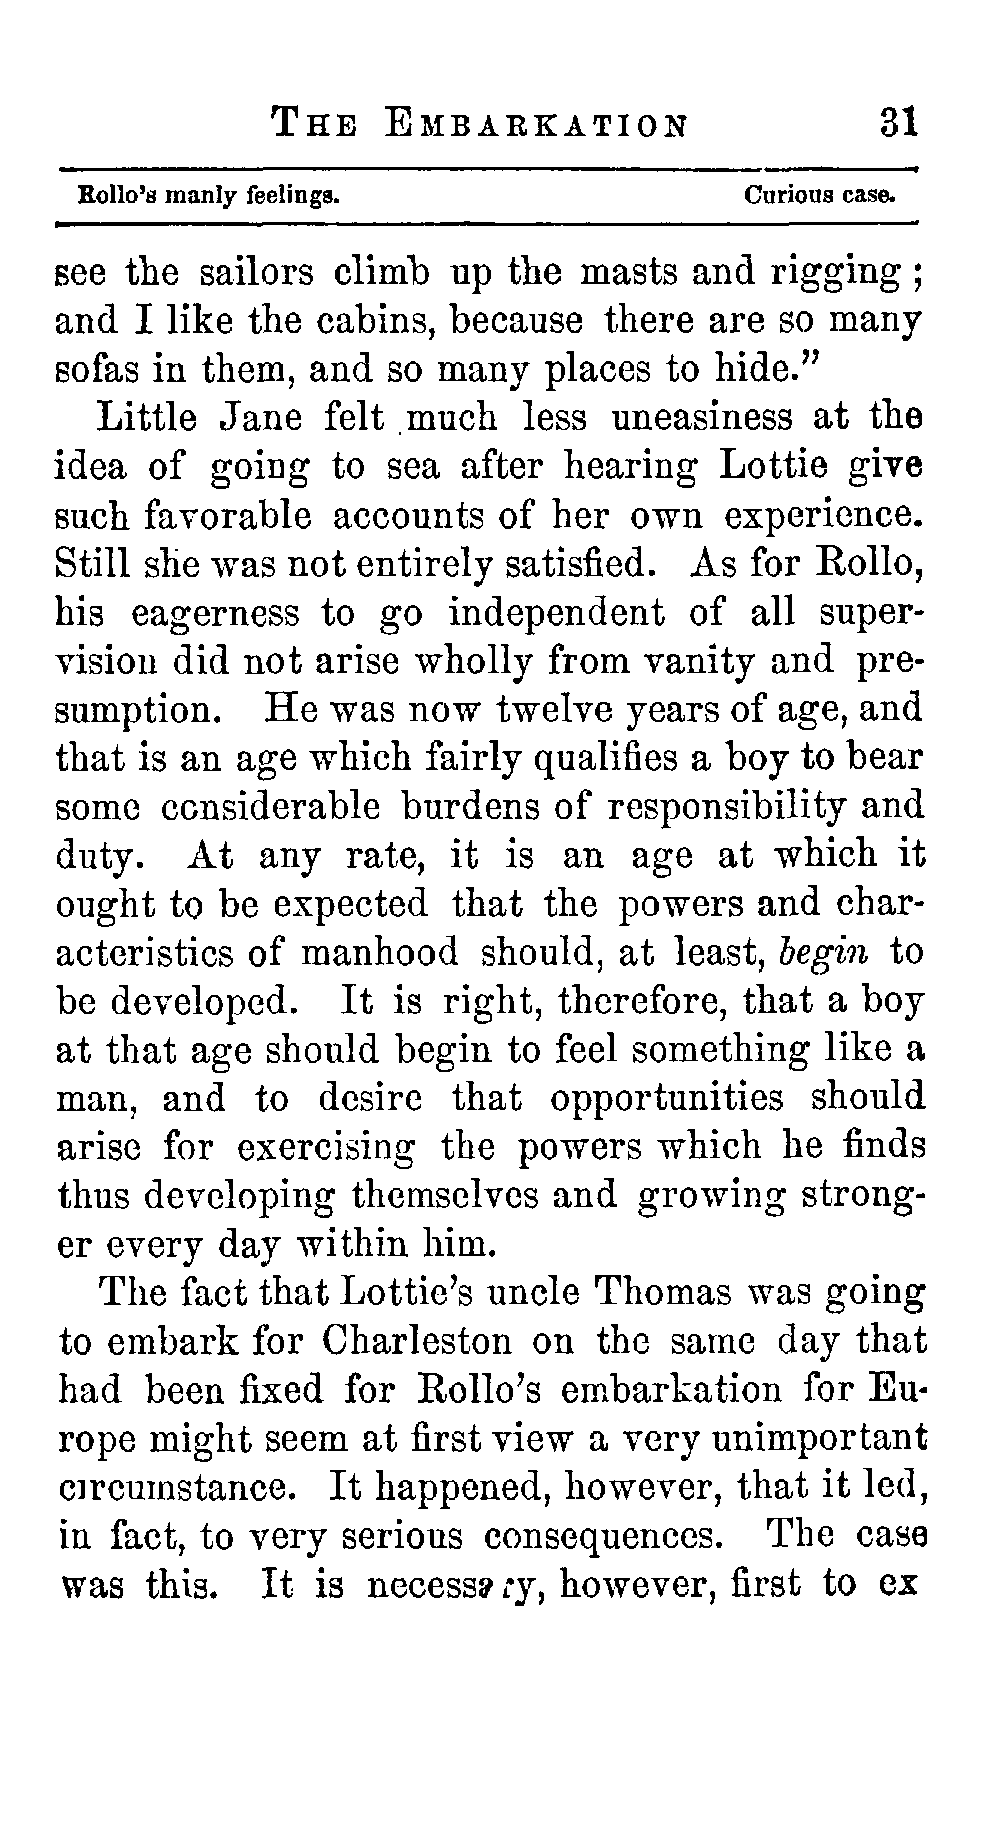 THE EMBARKATION 31
Rollo's manly feelings. Curious case.
see the sailors climb up the masts and rigging ;
and I like the cabins, because there are so many
sofas in them, and so many places to hide.”
Little Jane felt much less uneasiness at the
idea of going to sea after hearing Lottie give
such favorable accounts of her own experience.
Still she was not entirely satisfied. As for Rollo,
his eagerness to go independent of all super-
vision did not arise wholly from vanity and pre-
sumption. He was now twelve years of age, and
that is an age which fairly qualifies a boy to bear
some considerable burdens of responsibility and
duty. At any rate, it is an age at which it
ought to be expected that the powers and char-
acteristics of manhood should, at least, begin to
be developed. It is right, therefore, that a boy
at that age should begin to feel something like a
man, and to desire that opportunities should
arise for exercising the powers which he finds
thus developing themselves and growing strong-
er every day within him.
The fact that Lottie's uncle Thomas was going
to embark for Charleston on the same day that
had been fixed for Rollo's embarkation for Eu-
rope might seem at first view a very unimportant
circumstance. It happened, however, that it led,
in fact, to very serious consequences. The case
was this. It is necessary, however, first to ex